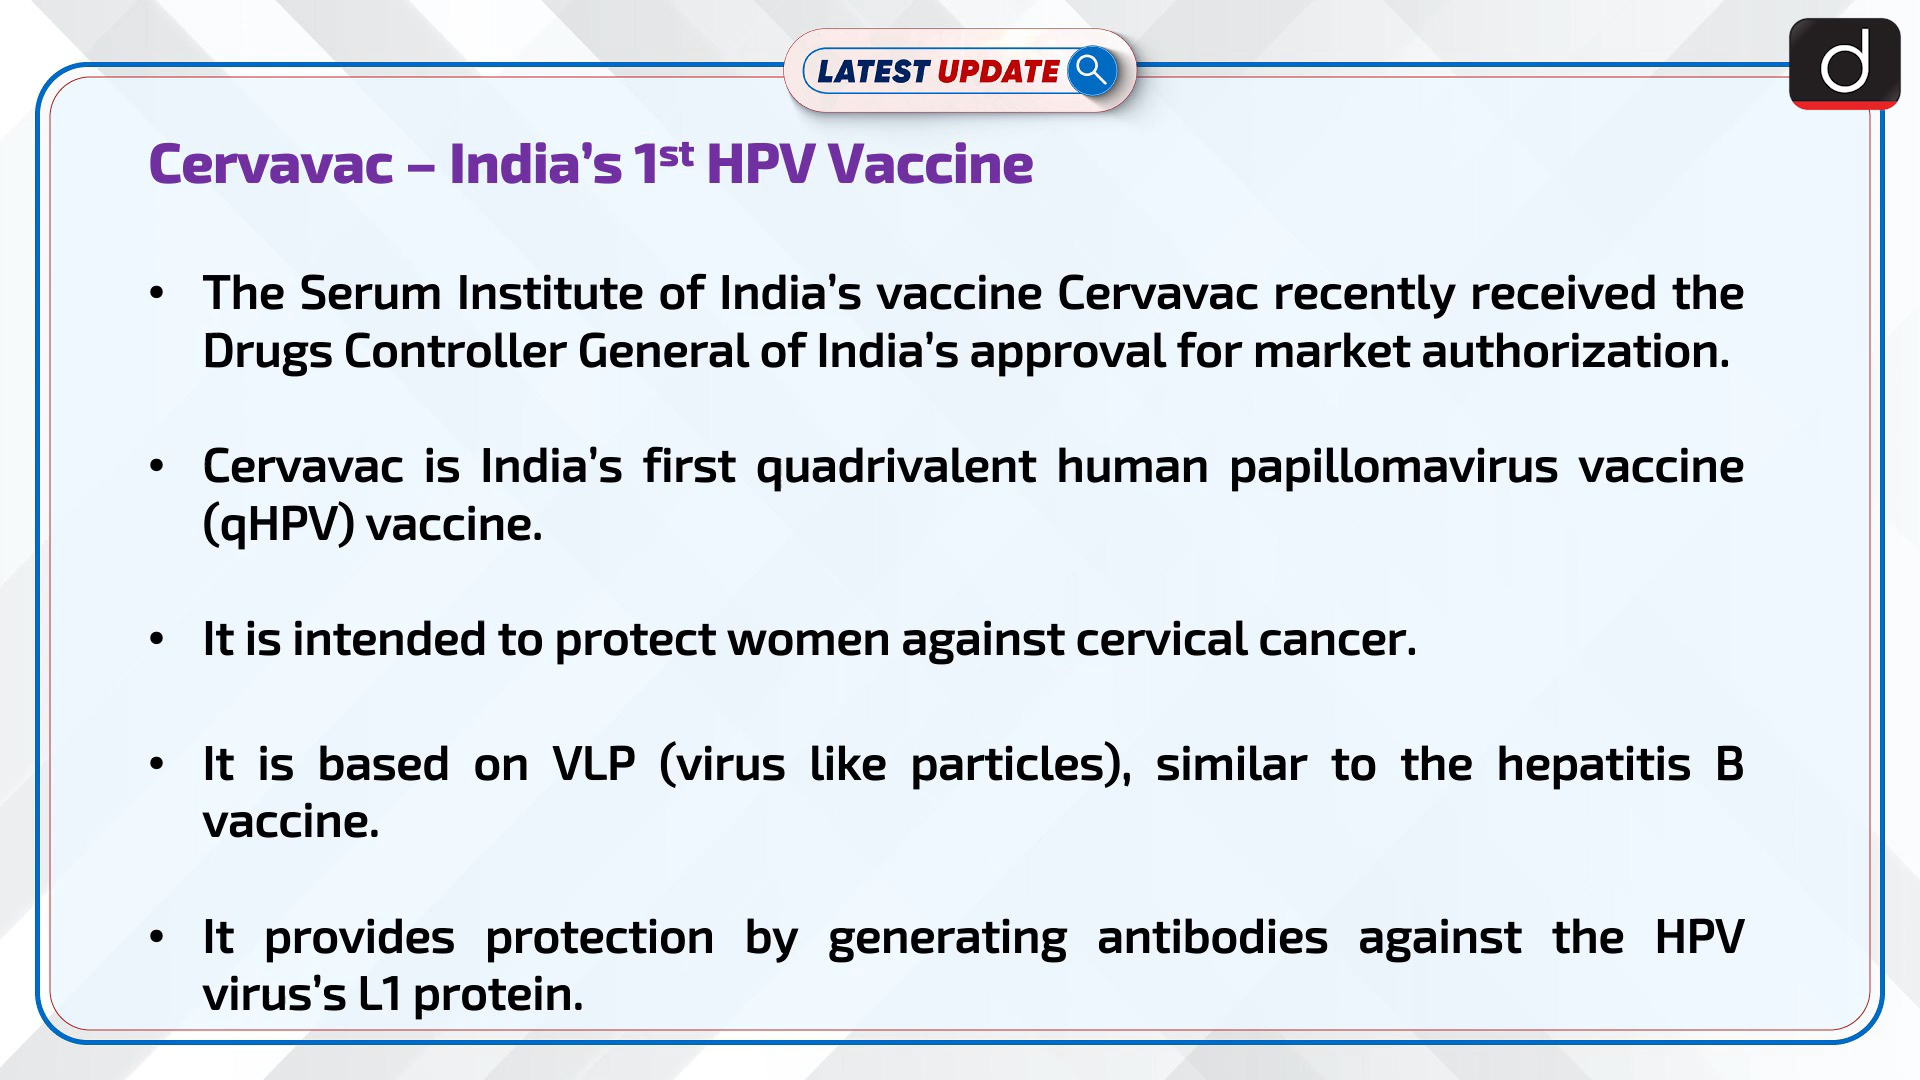 LATEST UPDATE
d
Cervavac – India’s 1st HPV Vaccine
• The Serum Institute of India’s vaccine Cervavac recently received the
Drugs Controller General of India’s approval for market authorization.
• Cervavac is India’s first quadrivalent human papillomavirus vaccine
(qHPV) vaccine.
• It is intended to protect women against cervical cancer.
• It is based on VLP (virus like particles), similar to the hepatitis B
vaccine.
• It provides protection by generating antibodies against the HPV
virus’s L1 protein.